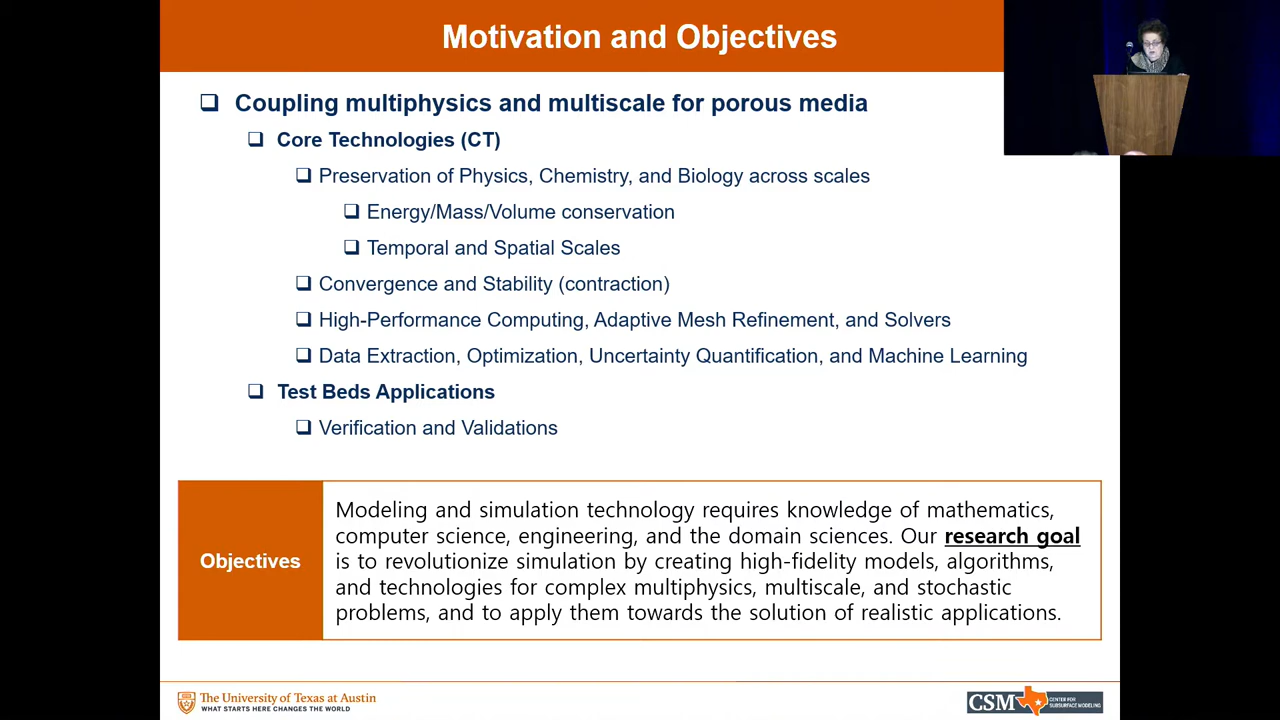 Motivation and Objectives
Coupling multiphysics and multiscale for porous media
Core Technologies (CT)
Preservation of Physics, Chemistry, and Biology across scales
Energy/Mass/Volume conservation
Temporal and Spatial Scales
Convergence and Stability (contraction)
High-Performance Computing, Adaptive Mesh Refinement, and Solvers
Data Extraction, Optimization, Uncertainty Quantification, and Machine Learning
Test Beds Applications
Verification and Validations
Objectives
Modeling and simulation technology requires knowledge of mathematics,
computer science, engineering, and the domain sciences. Our research goal
is to revolutionize simulation by creating high-fidelity models, algorithms,
and technologies for complex multiphysics, multiscale, and stochastic
problems, and to apply them towards the solution of realistic applications.
The University of Texas at Austin
WHAT STARTS HERE CHANGES THE WORLD
CSM
CENTER FOR
SUBSURFACE MODELING